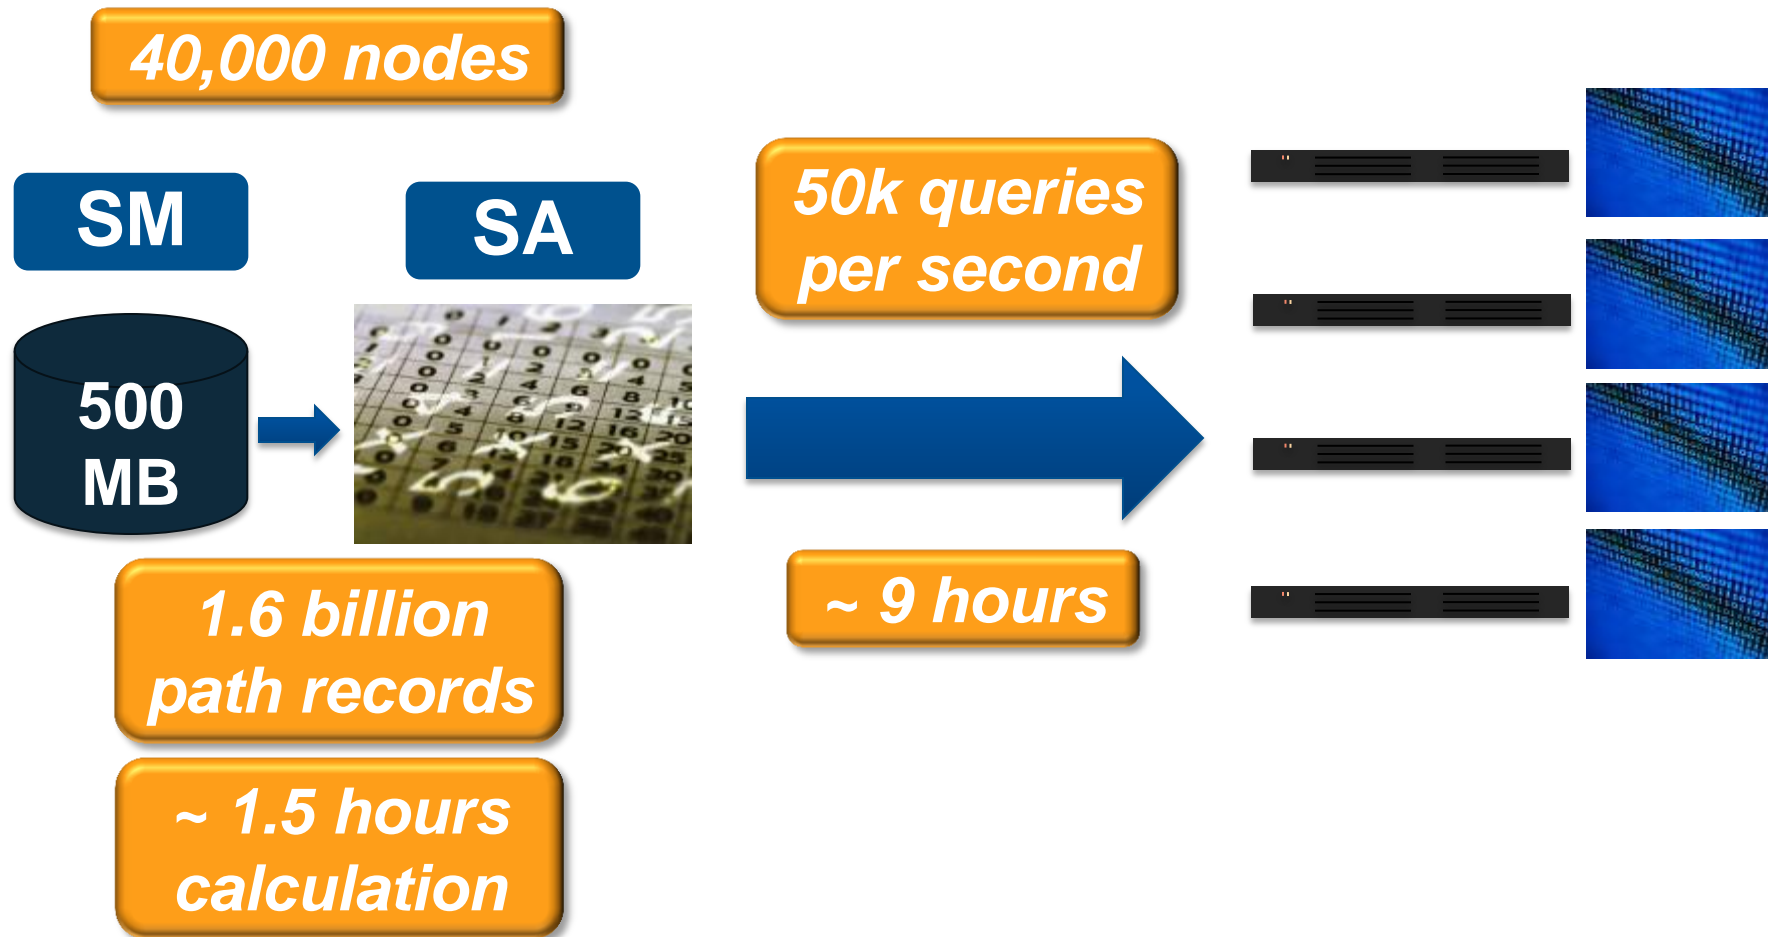 40,000 nodes
SM
SA
500
MB
50k queries
per second
~ 9 hours
1.6 billion
path records
~ 1.5 hours
calculation